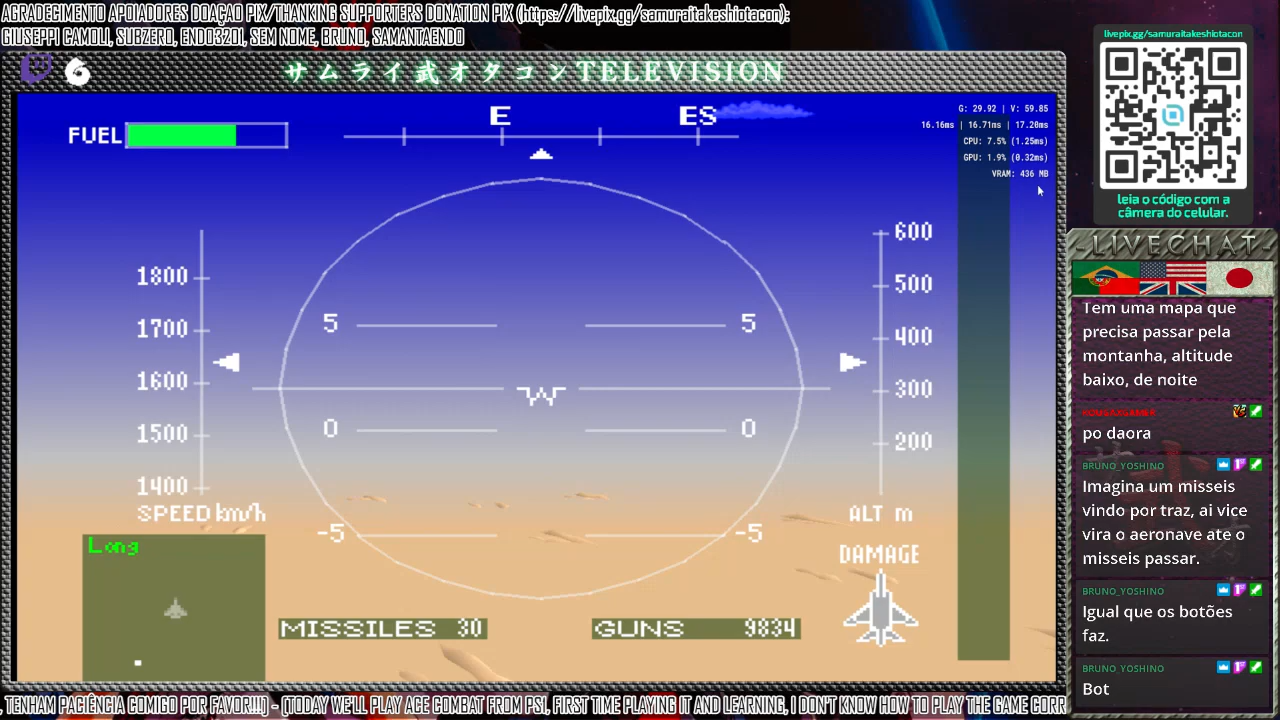 AGRADECIMENTO APOIADORES DOAÇAO PIX/THANKING SUPPORTERS DONATION PIX (https://livepix.gg/samuraitakeshiotacon):
GIUSEPPI CAMOLI, SUBZERO, ENDO3201, SEM NOME, BRUNO, SAMANTAENDO
6
サムライ武オタコンTELEVISION
livepix.gg/samuraitakeshiotacon
leia o código com a
câmera do celular.
FUEL
E
ES
G: 29.92 | V: 59.85
16.16ms | 16.71ms | 17.20ms
CPU: 7.5% (1.25ms)
GPU: 1.9% (0.32ms)
VRAM: 436 MB
1800
1700
1600
1500
1400
SPEED km/h
5
5
0
0
-5
-5
600
500
400
300
200
ALT m
DAMAGE
Long
MISSILES 30
GUNS 9834
-LIVECHAT-
Tem uma mapa que
precisa passar pela
montanha, altitude
baixo, de noite
KOUGAXGAMER
po daora
BRUNO_YOSHINO
Imagina um misseis
vindo por traz, ai vice
vira o aeronave ate o
misseis passar.
BRUNO_YOSHINO
Igual que os botões
faz.
BRUNO_YOSHINO
Bot
, TENHAM PACIÊNCIA COMIGO POR FAVOR!!!) - (TODAY WE'LL PLAY ACE COMBAT FROM PS1, FIRST TIME PLAYING IT AND LEARNING, I DON'T KNOW HOW TO PLAY THE GAME CORR